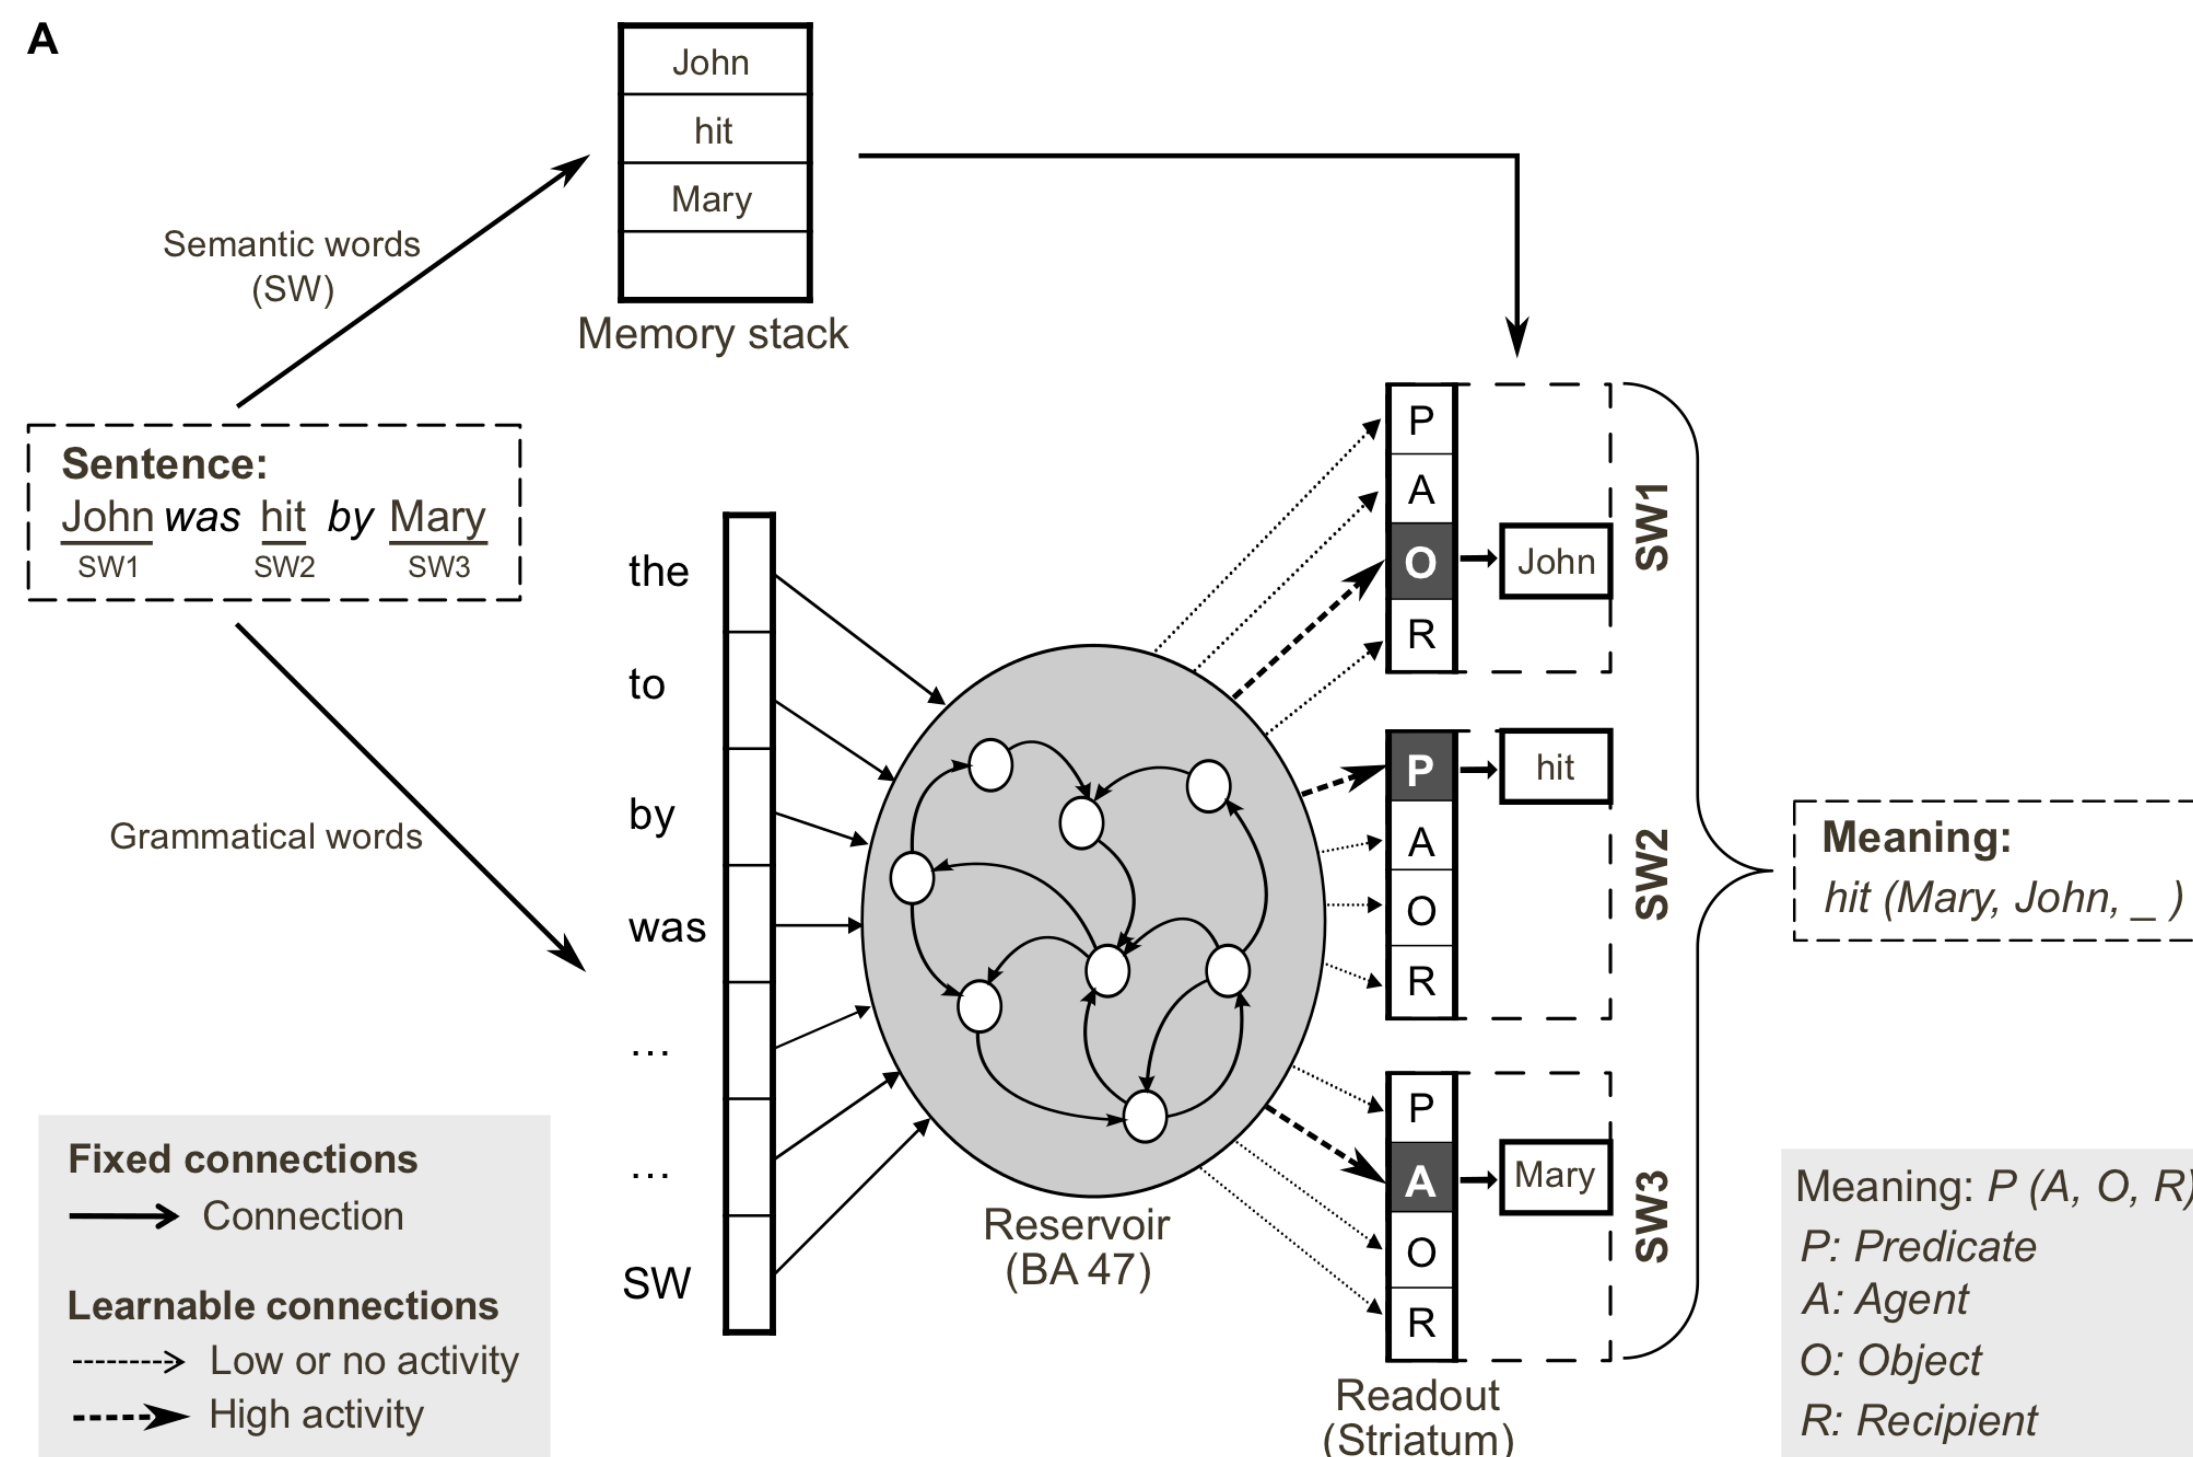 A
John
hit
Mary
Memory stack
Semantic words
(SW)
Sentence:
John was hit by Mary
SW1 SW2 SW3
Grammatical words
the
to
by
was
...
...
SW
Reservoir
(BA 47)
P
A
O
R
John
SW1
P
A
O
R
hit
SW2
P
A
O
R
Mary
SW3
Readout
(Striatum)
Meaning:
hit (Mary, John, _ )
Fixed connections
Connection
Learnable connections
Low or no activity
High activity
Meaning: P (A, O, R)
P: Predicate
A: Agent
O: Object
R: Recipient